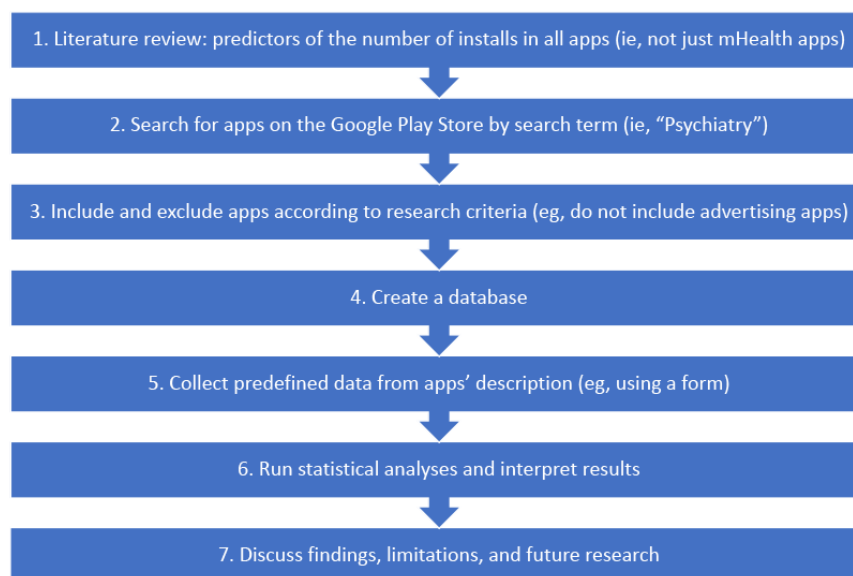 1. Literature review: predictors of the number of installs in all apps (ie, not just mHealth apps)
2. Search for apps on the Google Play Store by search term (ie, “Psychiatry”)
3. Include and exclude apps according to research criteria (eg, do not include advertising apps)
4. Create a database
5. Collect predefined data from apps’ description (eg, using a form)
6. Run statistical analyses and interpret results
7. Discuss findings, limitations, and future research